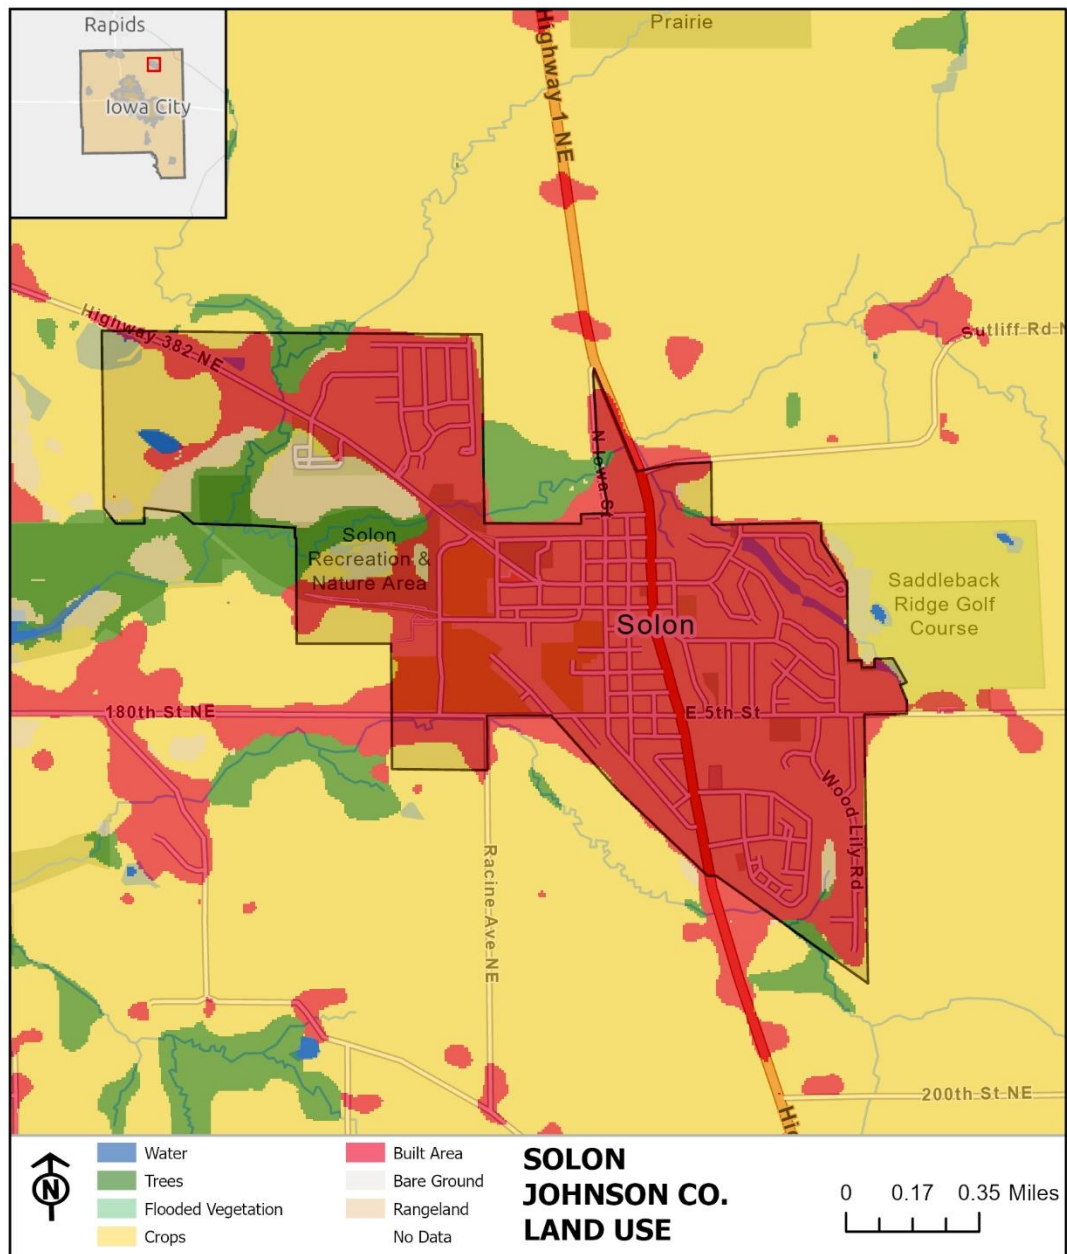 Rapids
Iowa City
Prairie
Highway 1 NE
Sutliff Rd N
Highway 382 NE
N Iowa St
Solon
Recreation &
Nature Area
Saddleback
Ridge Golf
Course
Solon
180th St NE
E 5th St
Wood Lily Rd
Racine Ave NE
200th St NE
Hi
N
Water
Trees
Flooded Vegetation
Crops
Built Area
Bare Ground
Rangeland
No Data
SOLON
JOHNSON CO.
LAND USE
0 0.17 0.35 Miles